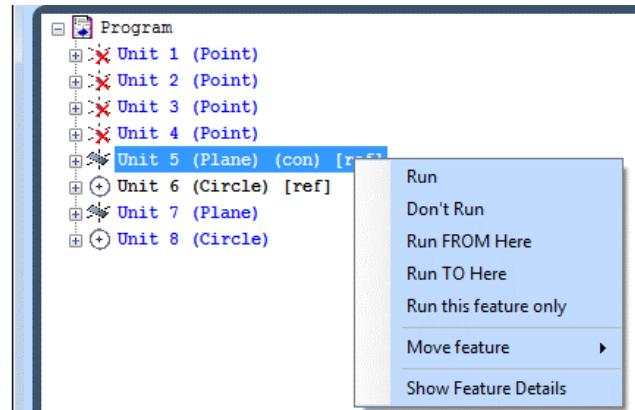 Program
Unit 1 (Point)
Unit 2 (Point)
Unit 3 (Point)
Unit 4 (Point)
Unit 5 (Plane) (con) [ref]
Unit 6 (Circle) [ref]
Unit 7 (Plane)
Unit 8 (Circle)
Run
Don't Run
Run FROM Here
Run TO Here
Run this feature only
Move feature
Show Feature Details